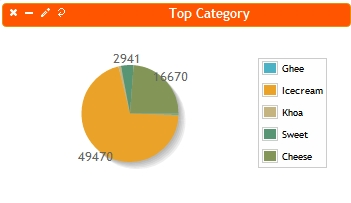 Top Category
2941
16670
49470
Ghee
Icecream
Khoa
Sweet
Cheese